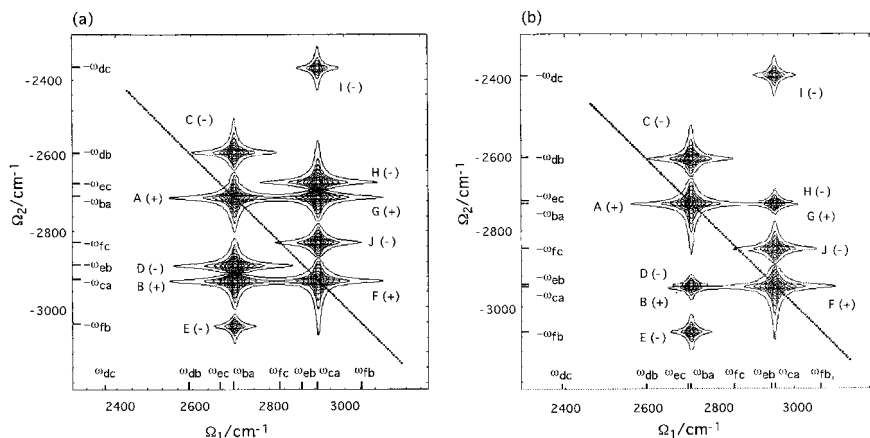 (a)
-2400
-2600
-2800
-3000
Ω2/cm-1
-ωdc
-ωdb
-ωec
-ωba
-ωfc
-ωeb
-ωca
-ωfb
I (-)
C (-)
H (-)
A (+)
G (+)
J (-)
D (-)
B (+)
F (+)
E (-)
ωdc ωdb ωec ωba ωfc ωeb ωca ωfb
2400 2600 2800 3000
Ω1/cm-1
(b)
-2400
-2600
-2800
-3000
Ω2/cm-1
-ωdc
-ωdb
-ωec
-ωba
-ωfc
-ωeb
-ωca
-ωfb
I (-)
C (-)
H (-)
A (+)
G (+)
J (-)
D (-)
B (+)
F (+)
E (-)
ωdc ωdb ωec ωba ωfc ωeb ωca ωfb
2400 2600 2800 3000
Ω1/cm-1